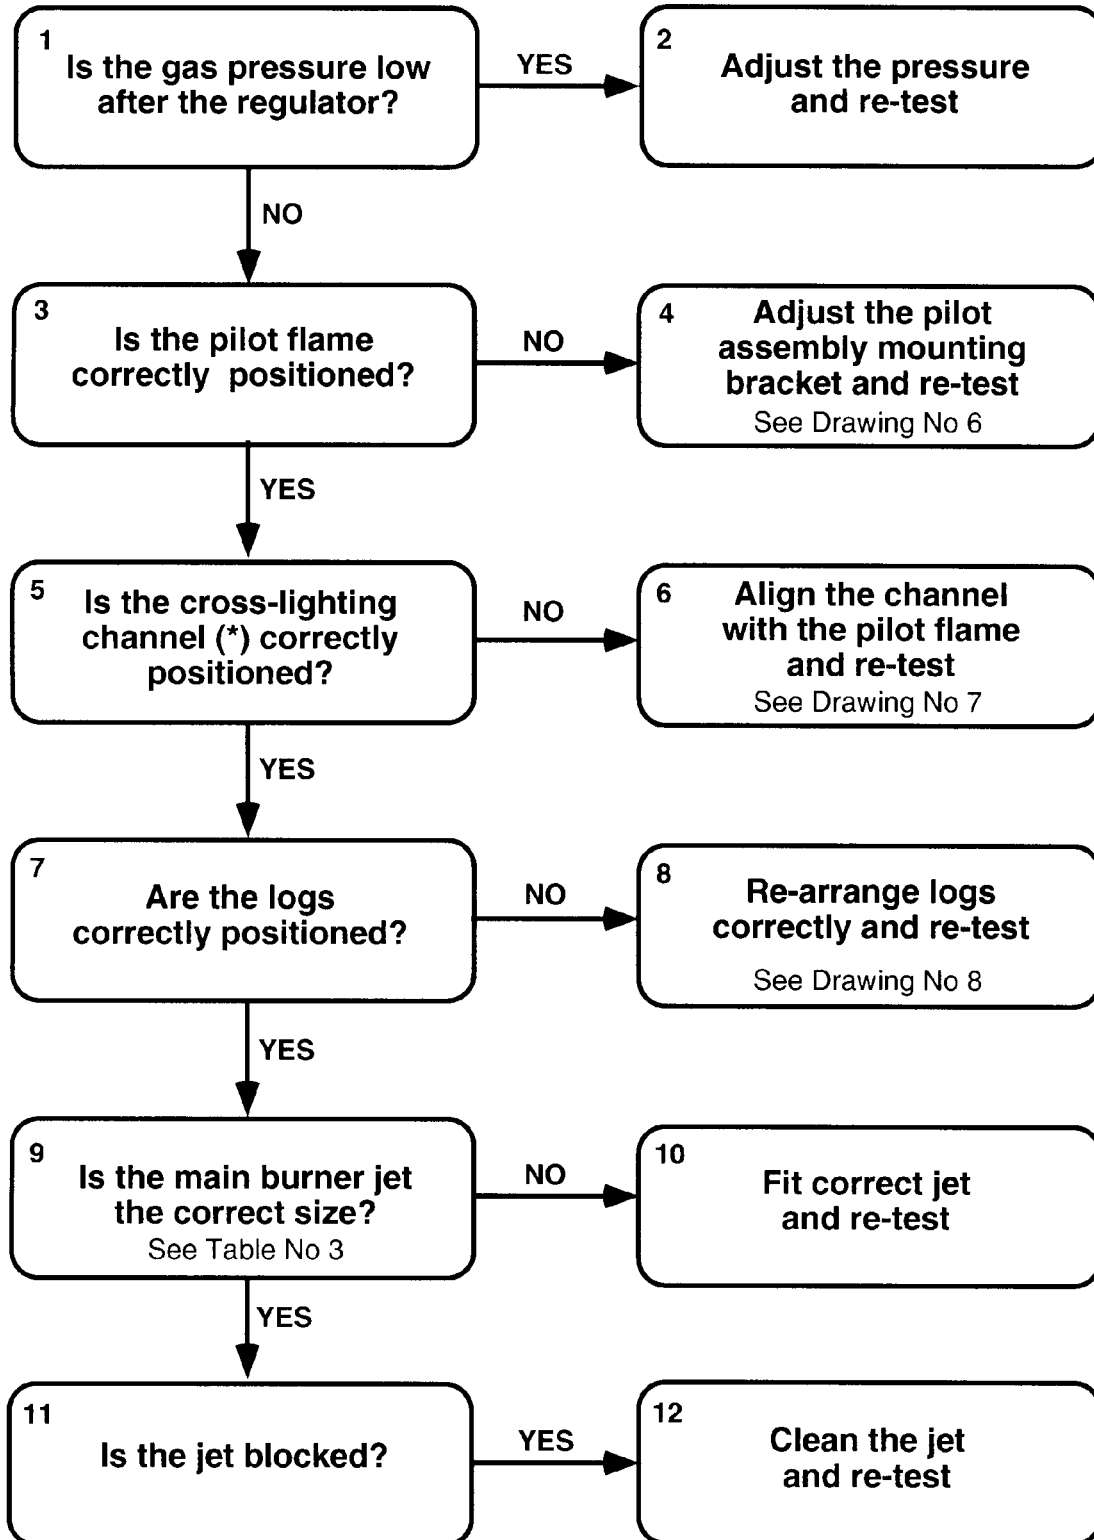 1
Is the gas pressure low
after the regulator?
YES
2
Adjust the pressure
and re-test
NO
3
Is the pilot flame
correctly positioned?
NO
4
Adjust the pilot
assembly mounting
bracket and re-test
See Drawing No 6
YES
5
Is the cross-lighting
channel (*) correctly
positioned?
NO
6
Align the channel
with the pilot flame
and re-test
See Drawing No 7
YES
7
Are the logs
correctly positioned?
NO
8
Re-arrange logs
correctly and re-test
See Drawing No 8
YES
9
Is the main burner jet
the correct size?
See Table No 3
NO
10
Fit correct jet
and re-test
YES
11
Is the jet blocked?
YES
12
Clean the jet
and re-test